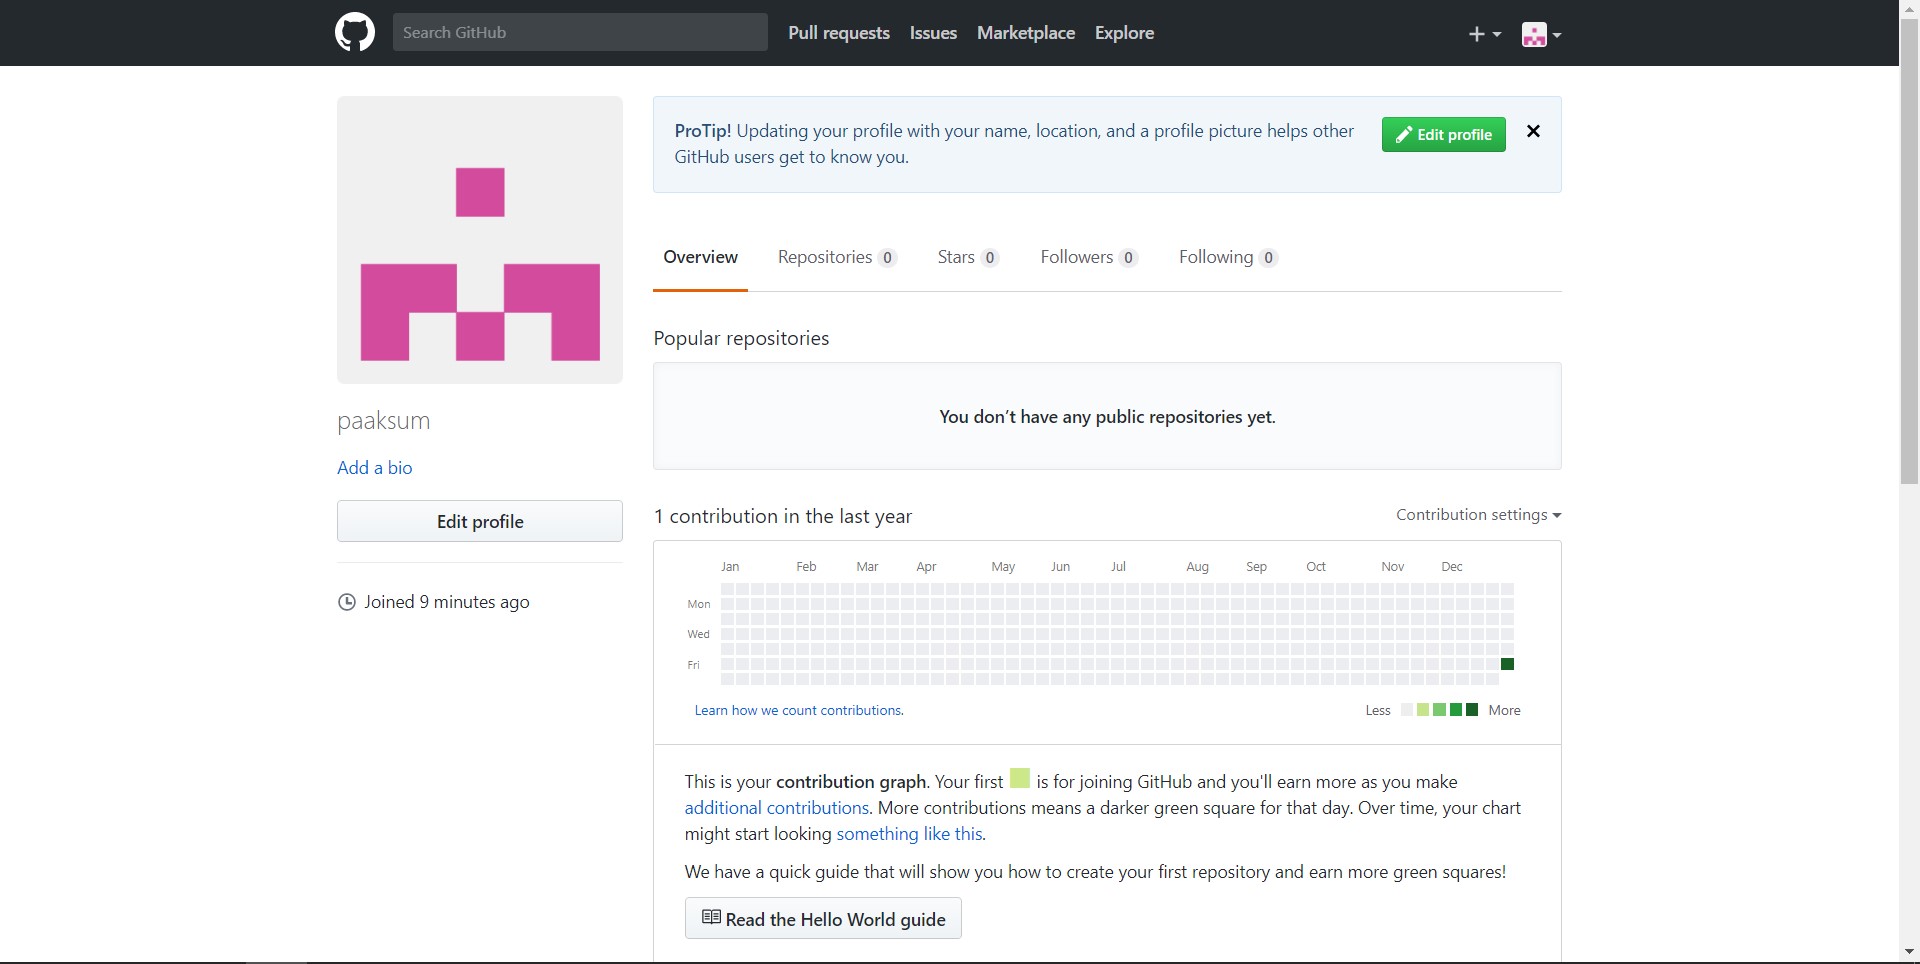 Search GitHub
Pull requests Issues Marketplace Explore
ProTip! Updating your profile with your name, location, and a profile picture helps other
GitHub users get to know you.
Edit profile
Overview Repositories 0 Stars 0 Followers 0 Following 0
paaksum
Add a bio
Edit profile
Joined 9 minutes ago
Popular repositories
You don’t have any public repositories yet.
1 contribution in the last year
Contribution settings
Jan Feb Mar Apr May Jun Jul Aug Sep Oct Nov Dec
Mon
Wed
Fri
Learn how we count contributions.
Less More
This is your contribution graph. Your first is for joining GitHub and you'll earn more as you make
additional contributions. More contributions means a darker green square for that day. Over time, your chart
might start looking something like this.
We have a quick guide that will show you how to create your first repository and earn more green squares!
Read the Hello World guide